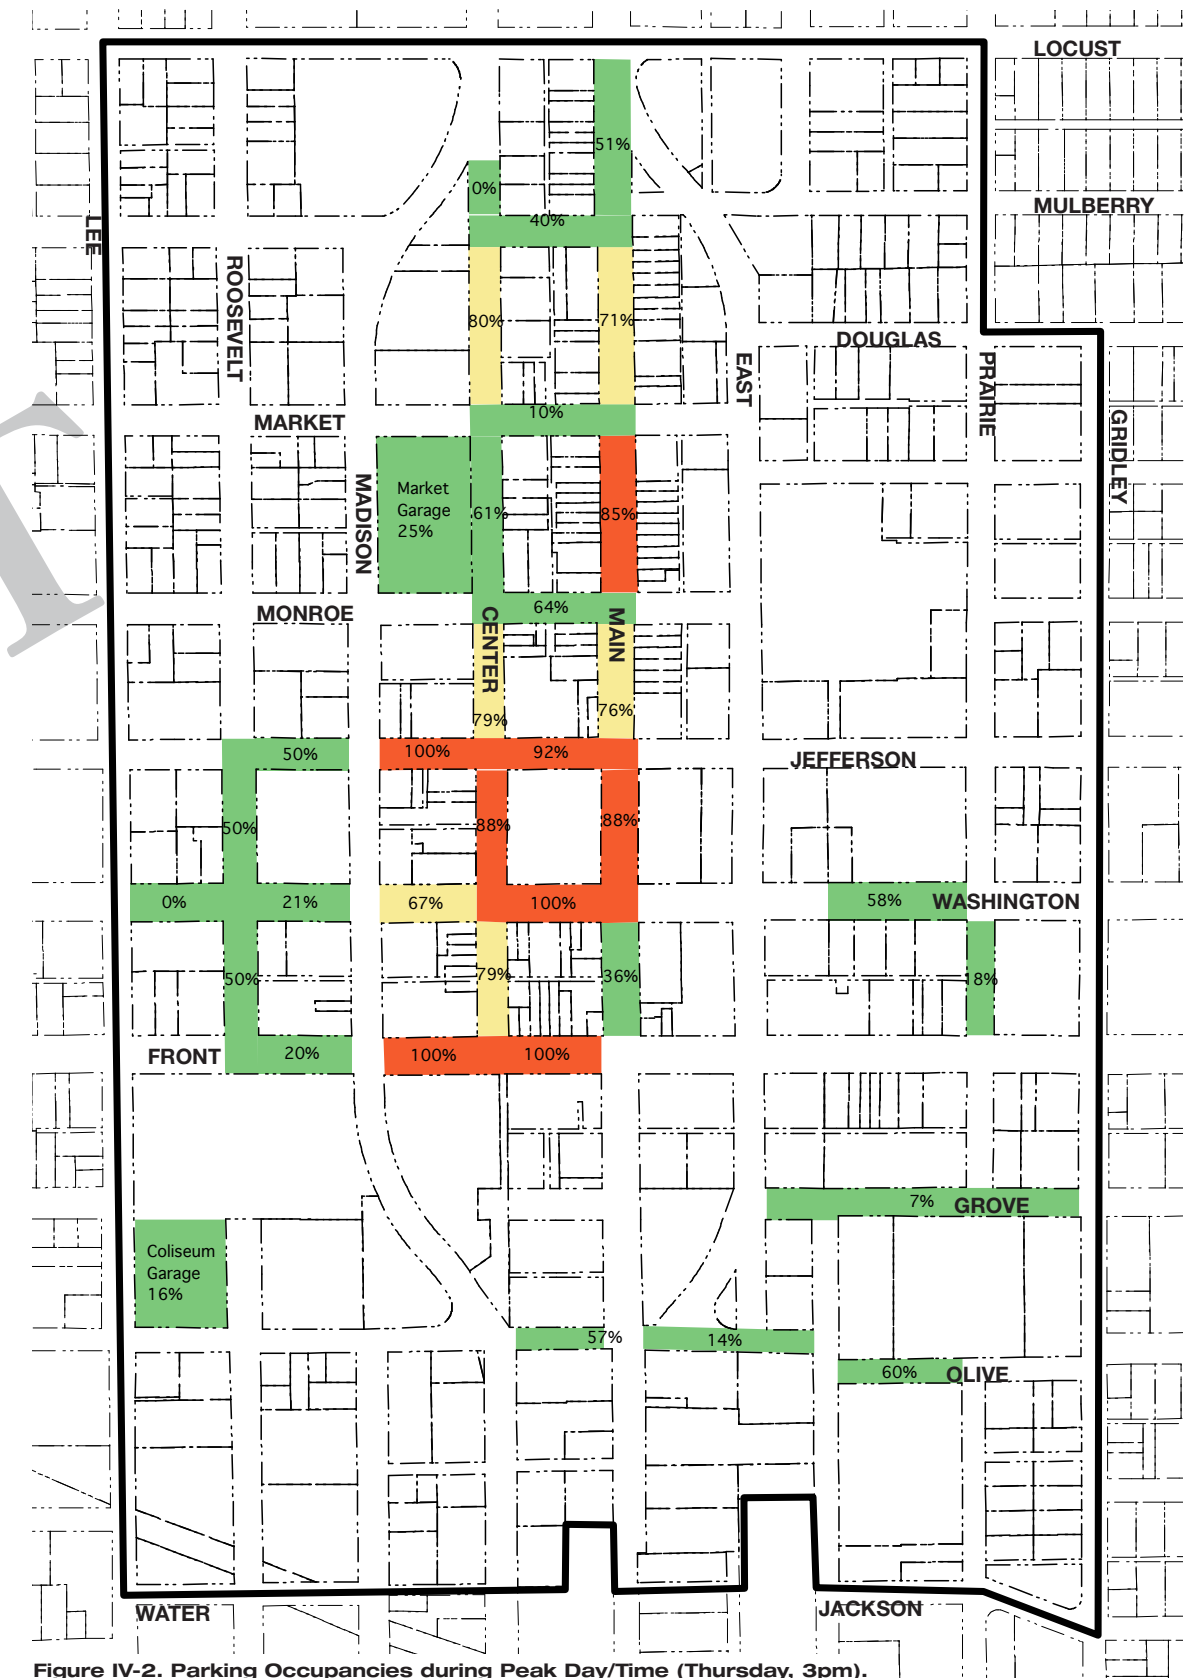 LOCUST
51%
0%
MULBERRY
40%
LEE
ROOSEVELT
80%
71%
DOUGLAS
EAST
PRAIRIE
10%
MARKET
GRIDLEY
MADISON
Market
Garage
25%
61%
85%
MONROE
64%
CENTER
MAIN
79%
76%
50%
100%
92%
JEFFERSON
50%
88%
88%
0%
21%
67%
100%
58%
WASHINGTON
50%
79%
36%
18%
FRONT
20%
100%
100%
7%
GROVE
Coliseum
Garage
16%
57%
14%
60%
OLIVE
WATER
JACKSON
Figure IV-2. Parking Occupancies during Peak Day/Time (Thursday, 3pm).